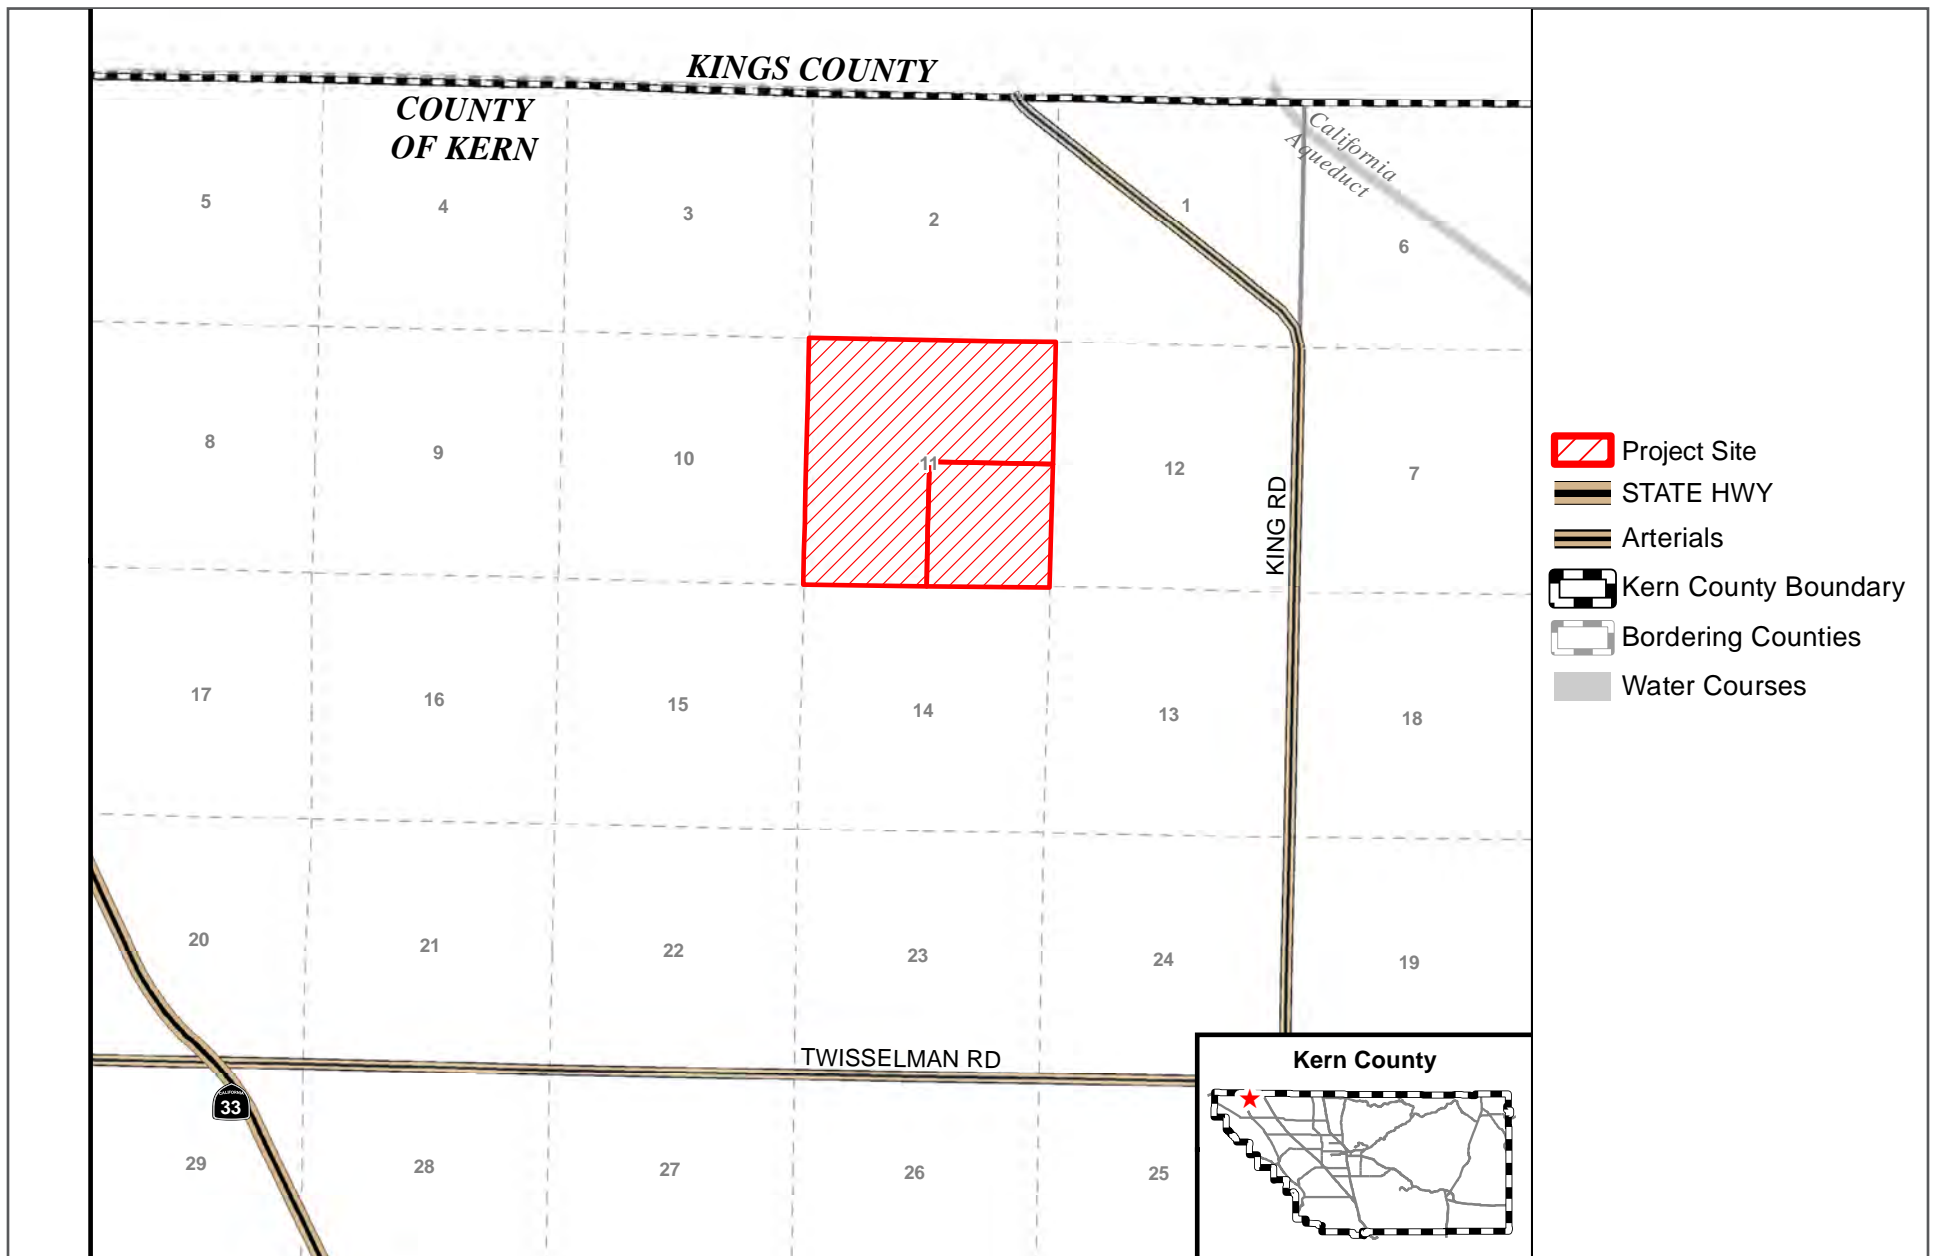 KINGS COUNTY
COUNTY
OF KERN
California
Aqueduct
5
4
3
2
1
6
8
9
10
11
12
7
KING RD
17
16
15
14
13
18
20
21
22
23
24
19
TWISSELMAN RD
CALIFORNIA
33
29
28
27
26
25
Kern County
Project Site
STATE HWY
Arterials
Kern County Boundary
Bordering Counties
Water Courses